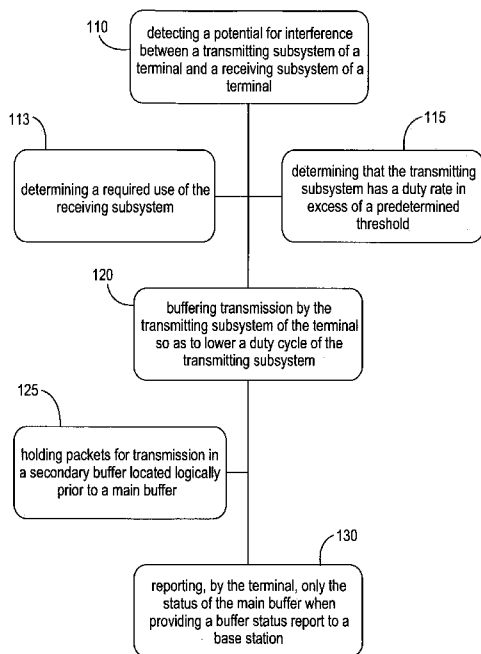 110
detecting a potential for interference
between a transmitting subsystem of a
terminal and a receiving subsystem of a
terminal
113
determining a required use of the
receiving subsystem
115
determining that the transmitting
subsystem has a duty rate in
excess of a predetermined
threshold
120
buffering transmission by the
transmitting subsystem of the terminal
so as to lower a duty cycle of the
transmitting subsystem
125
holding packets for transmission in
a secondary buffer located logically
prior to a main buffer
130
reporting, by the terminal, only the
status of the main buffer when
providing a buffer status report to a
base station